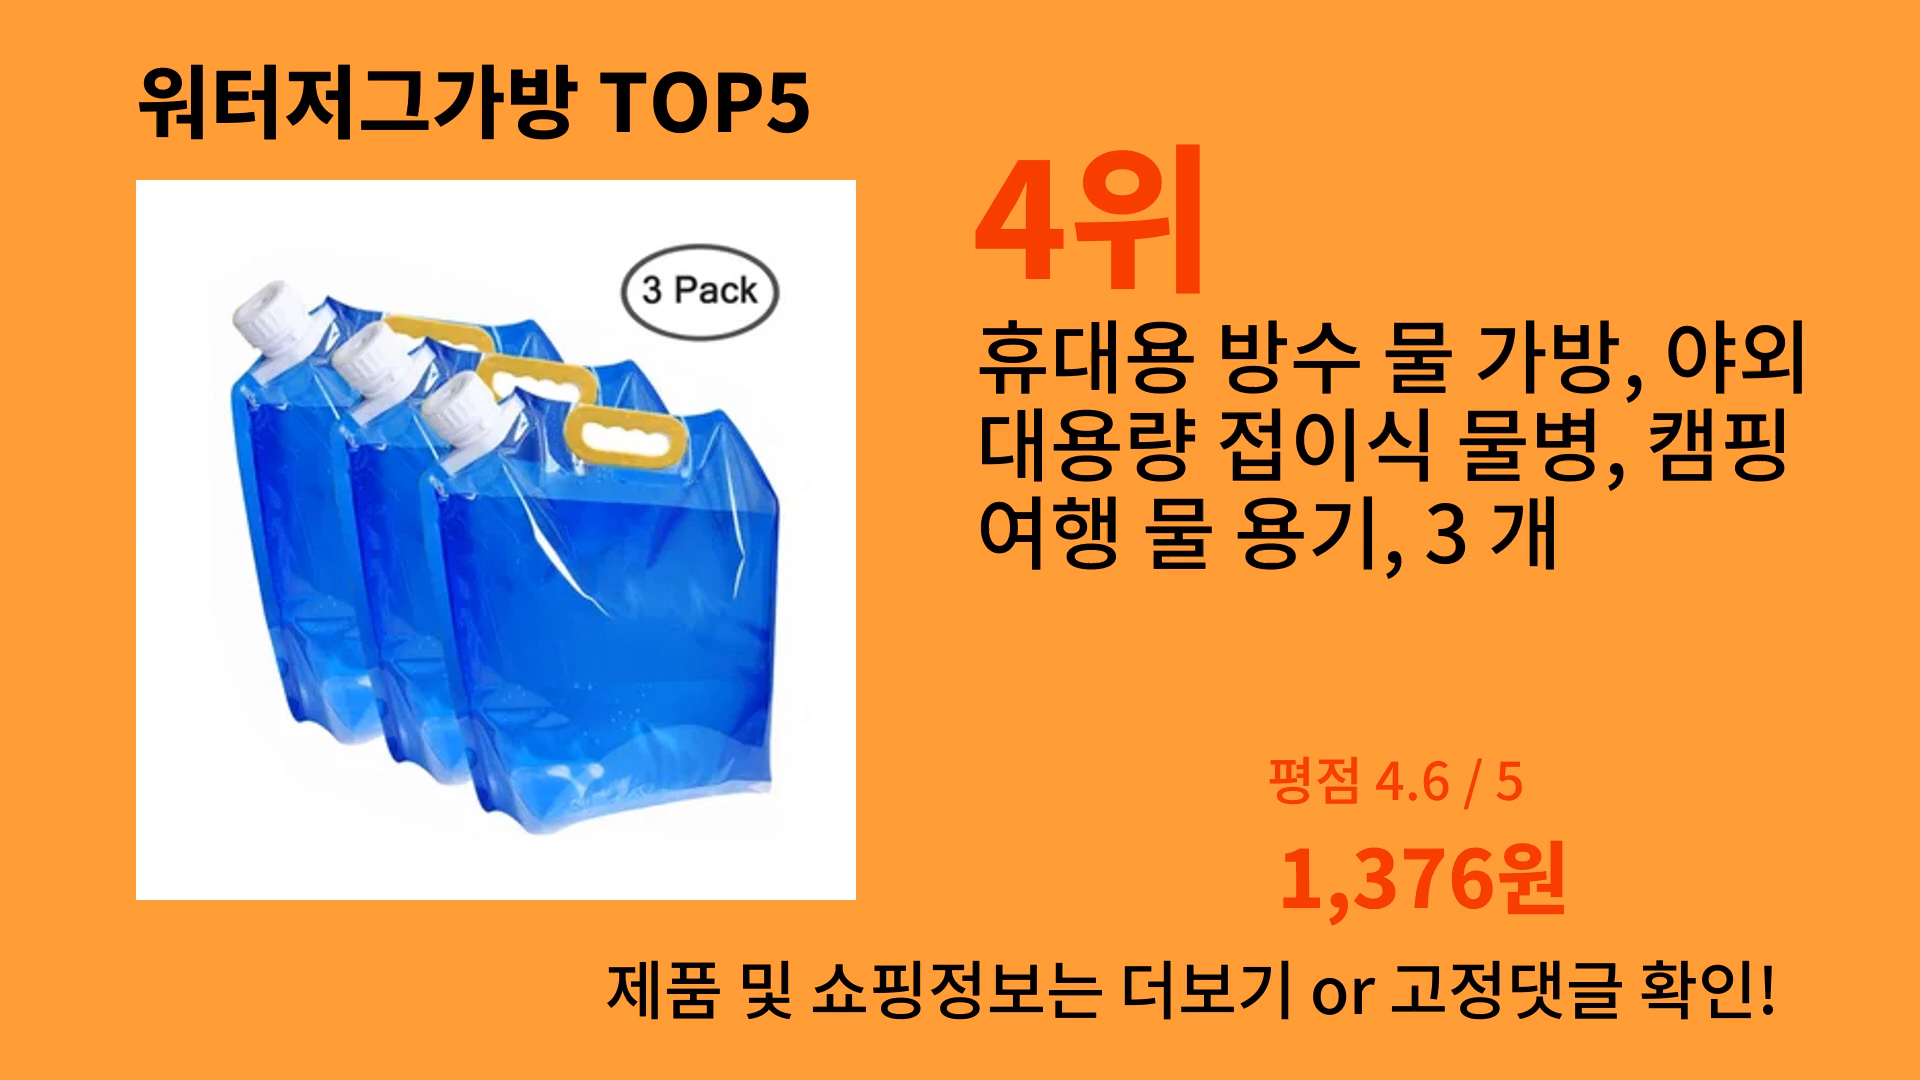 워터저그가방 TOP5
3 Pack
4위
휴대용 방수 물 가방, 야외
대용량 접이식 물병, 캠핑
여행 물 용기, 3 개
평점 4.6 / 5
1,376원
제품 및 쇼핑정보는 더보기 or 고정댓글 확인!